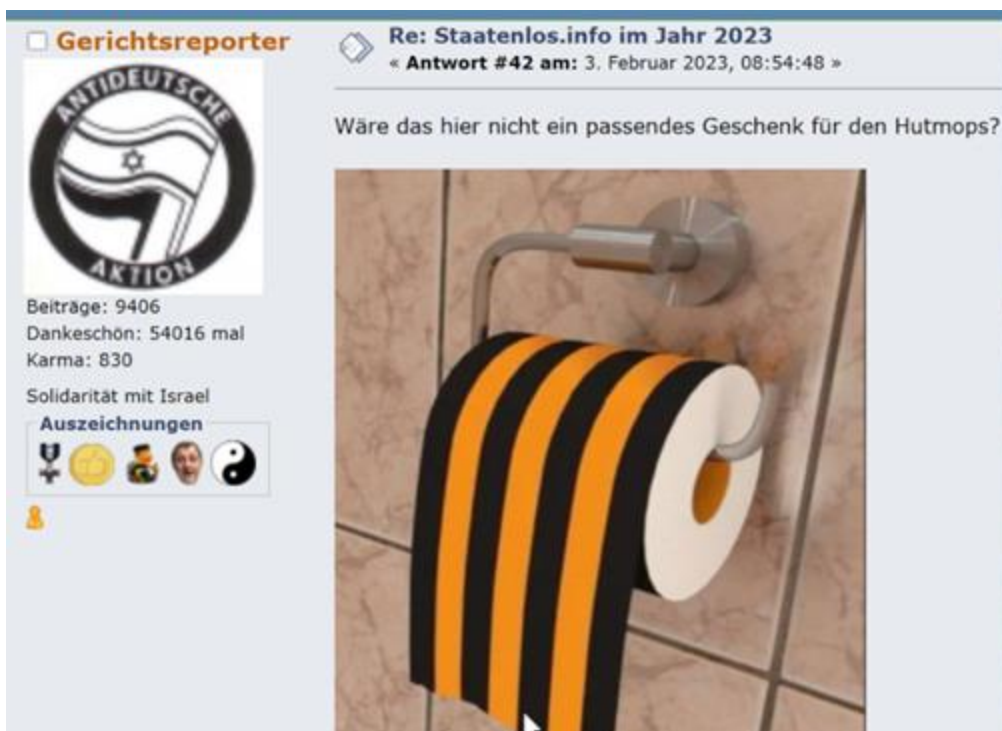 Gerichtsreporter
ANTIDEUTSCHE
AKTION
Beiträge: 9406
Dankeschön: 54016 mal
Karma: 830
Solidarität mit Israel
Auszeichnungen
Re: Staatenlos.info im Jahr 2023
« Antwort #42 am: 3. Februar 2023, 08:54:48 »
Wäre das hier nicht ein passendes Geschenk für den Hutmops?